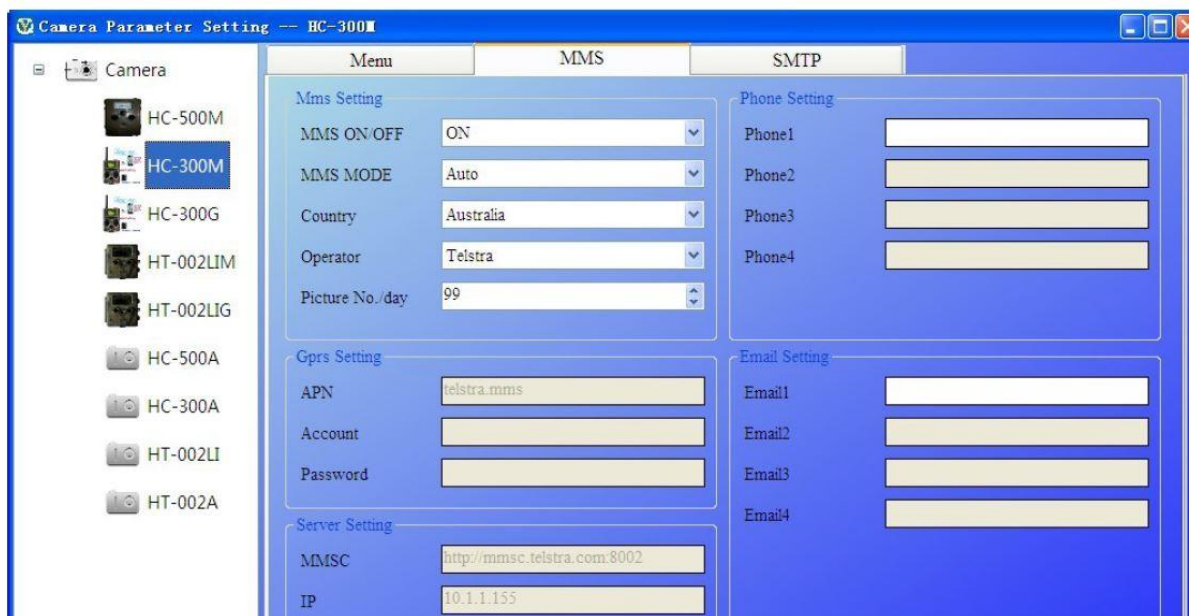 Camera Parameter Setting -- HC-300M
Camera
HC-500M
HC-300M
HC-300G
HT-002LIM
HT-002LIG
HC-500A
HC-300A
HT-002LI
HT-002A
Menu
MMS
SMTP
Mms Setting
MMS ON/OFF
ON
MMS MODE
Auto
Country
Australia
Operator
Telstra
Picture No./day
99
Gprs Setting
APN
telstra.mms
Account
Password
Server Setting
MMSC
http://mmsc.telstra.com:8002
IP
10.1.1.155
Phone Setting
Phone1
Phone2
Phone3
Phone4
Email Setting
Email1
Email2
Email3
Email4